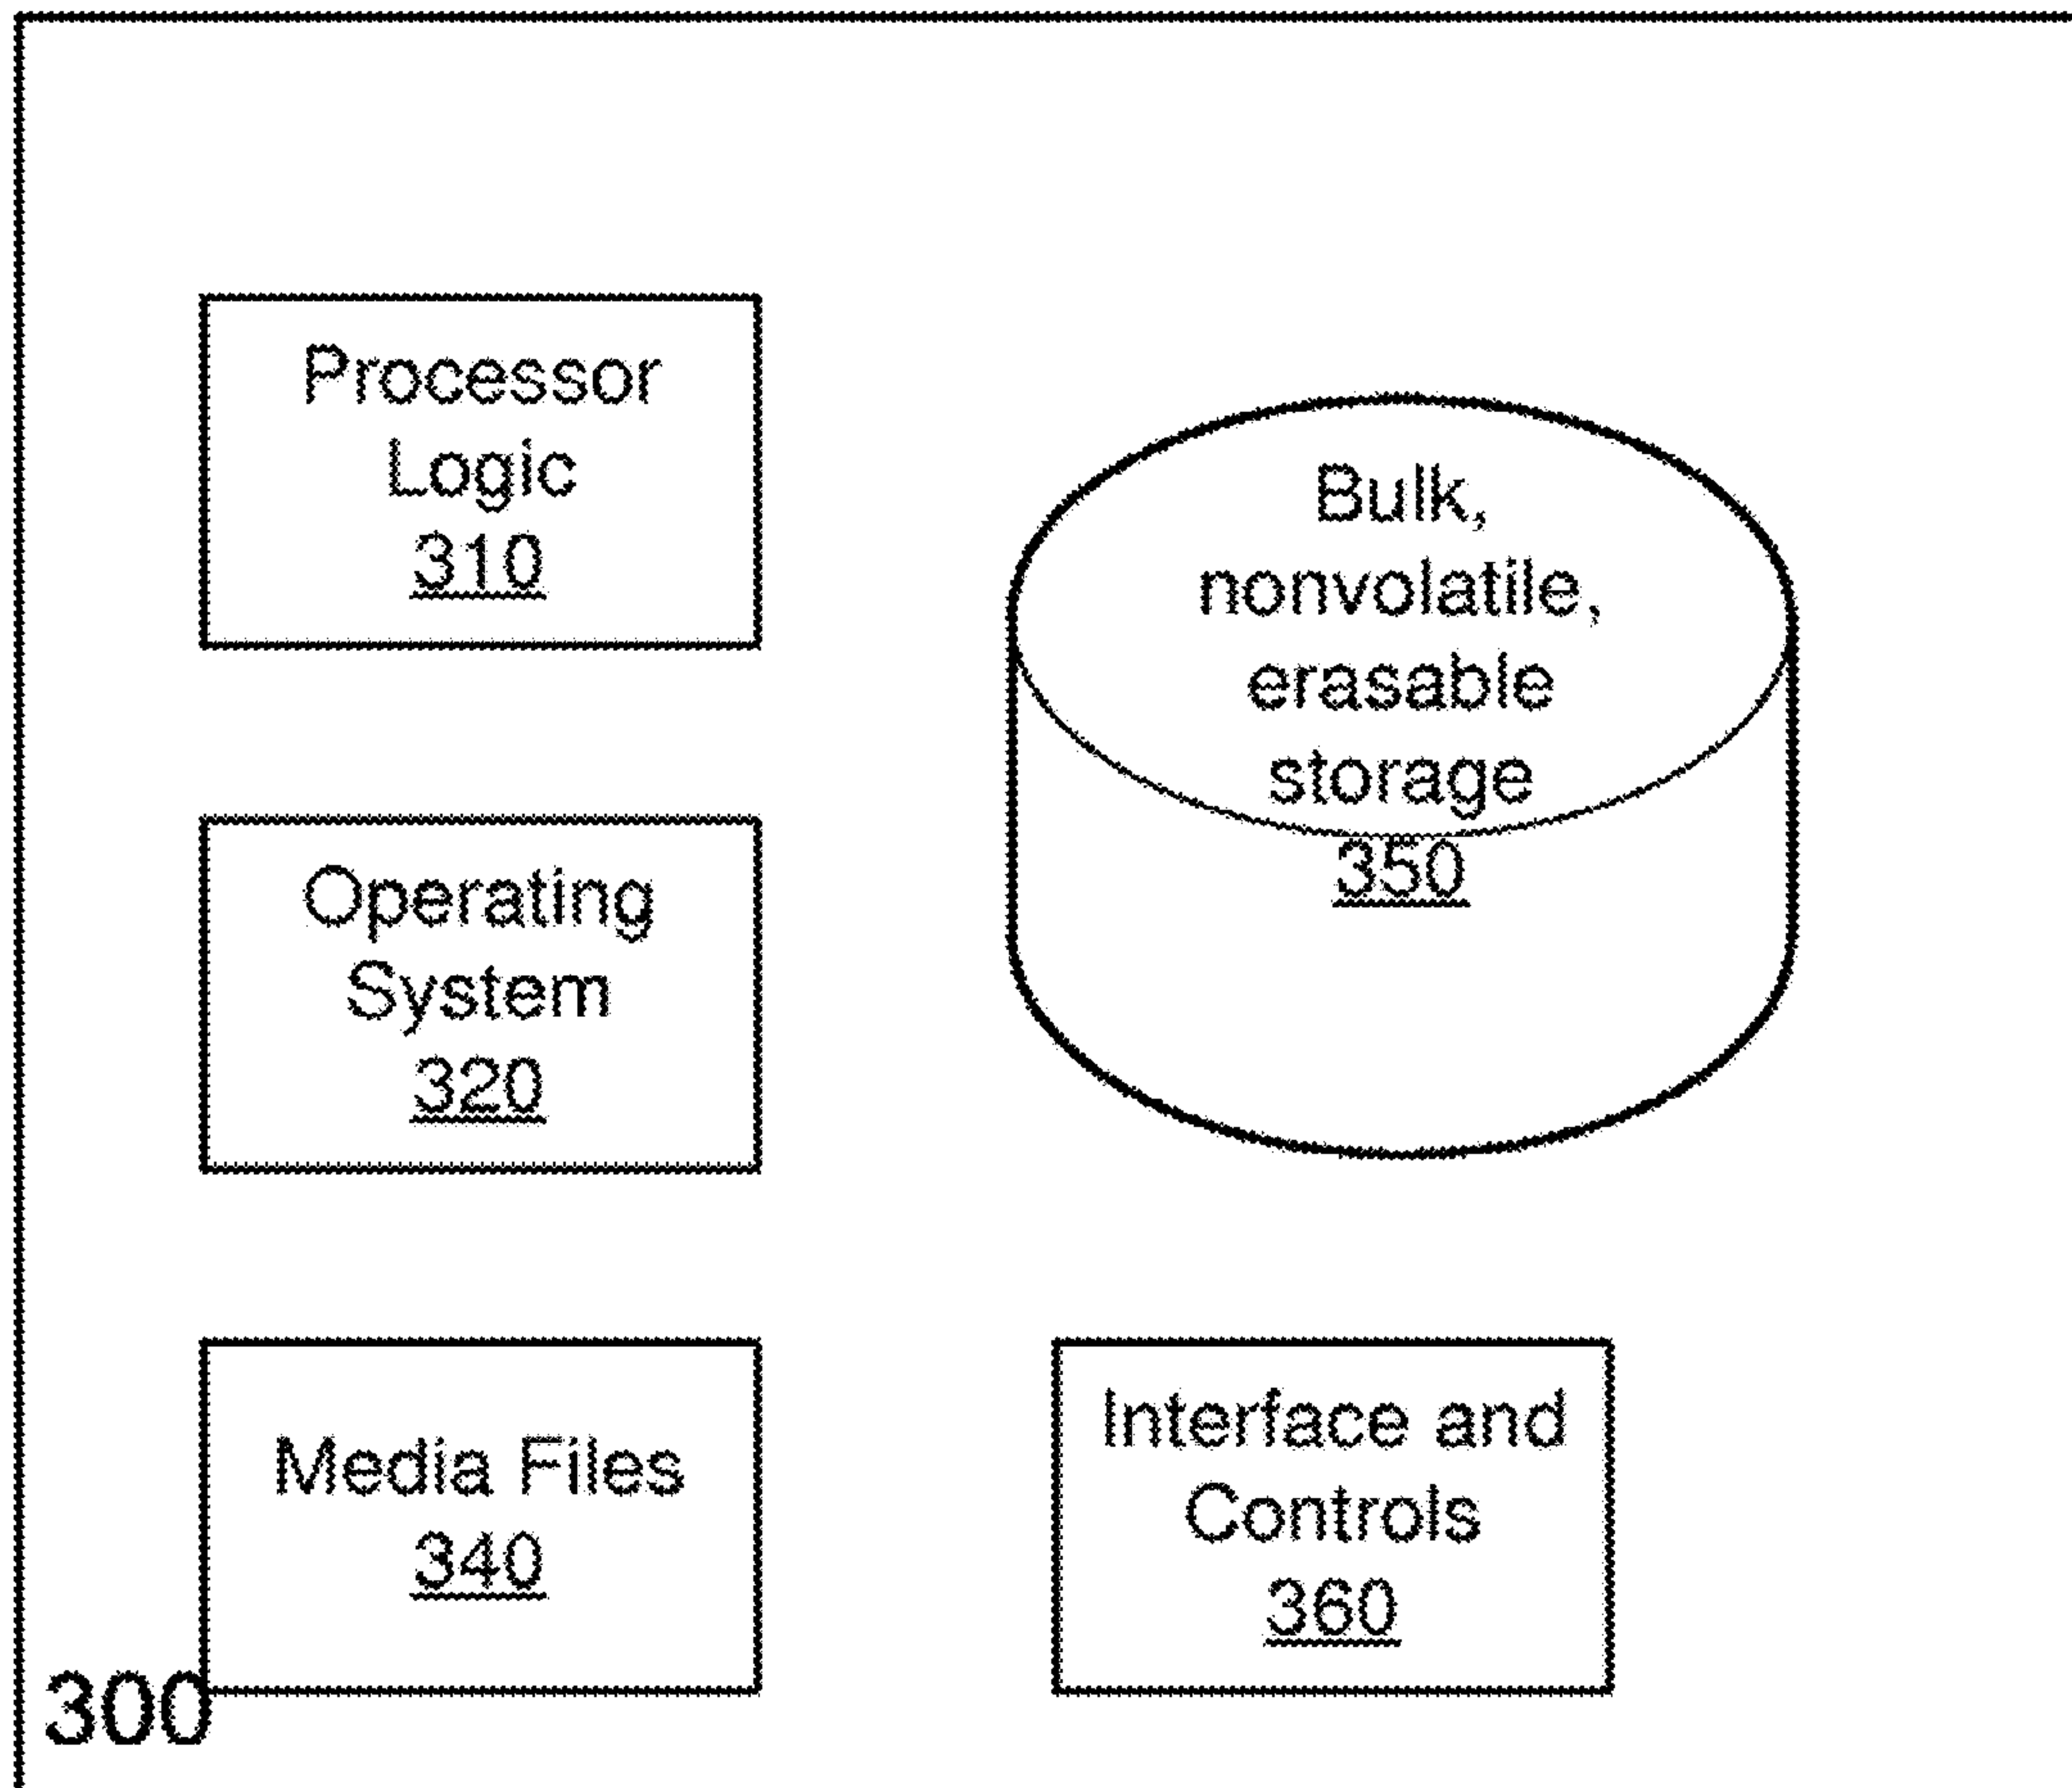 Processor
Logic
310
Bulk,
nonvolatile,
erasable
storage
350
Operating
System
320
Media Files
340
Interface and
Controls
360
300